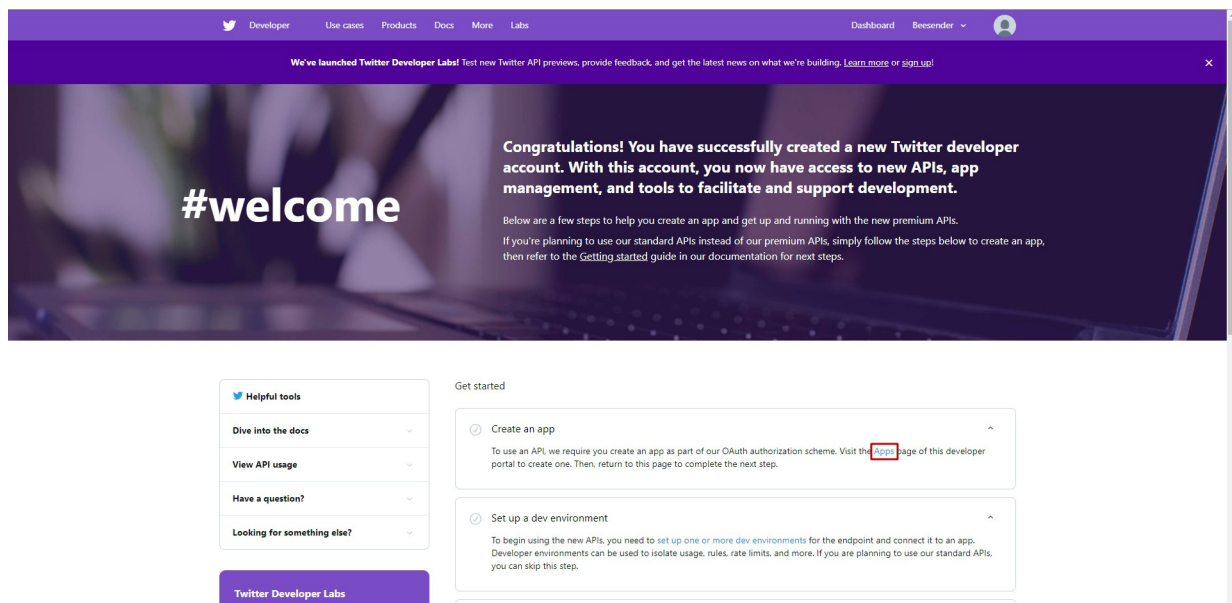 Developer Use cases Products Docs More Labs Dashboard Beesender
We've launched Twitter Developer Labs! Test new Twitter API previews, provide feedback, and get the latest news on what we're building. Learn more or sign up!
#welcome
Congratulations! You have successfully created a new Twitter developer
account. With this account, you now have access to new APIs, app
management, and tools to facilitate and support development.
Below are a few steps to help you create an app and get up and running with the new premium APIs.
If you're planning to use our standard APIs instead of our premium APIs, simply follow the steps below to create an app,
then refer to the Getting started guide in our documentation for next steps.
Helpful tools
Dive into the docs
View API usage
Have a question?
Looking for something else?
Twitter Developer Labs
Get started
Create an app
To use an API, we require you create an app as part of our OAuth authorization scheme. Visit the Apps page of this developer
portal to create one. Then, return to this page to complete the next step.
Set up a dev environment
To begin using the new APIs, you need to set up one or more dev environments for the endpoint and connect it to an app.
Developer environments can be used to isolate usage, rules, rate limits, and more. If you are planning to use our standard APIs,
you can skip this step.